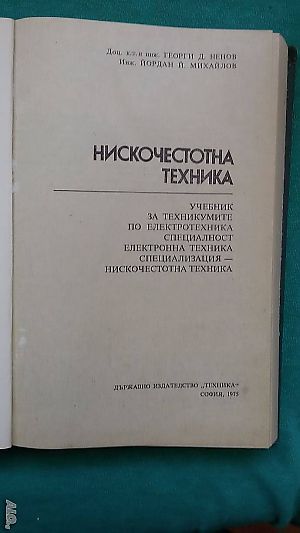 Доц. к.т.н инж. ГЕОРГИ Д. НЕНОВ
Инж. ЙОРДАН Й. МИХАЙЛОВ
НИСКОЧЕСТОТНА
ТЕХНИКА
УЧЕБНИК
ЗА ТЕХНИКУМИТЕ
ПО ЕЛЕКТРОТЕХНИКА
СПЕЦИАЛНОСТ
ЕЛЕКТРОННА ТЕХНИКА
СПЕЦИАЛИЗАЦИЯ —
НИСКОЧЕСТОТНА ТЕХНИКА
ДЪРЖАВНО ИЗДАТЕЛСТВО „ТЕХНИКА"
СОФИЯ, 1975